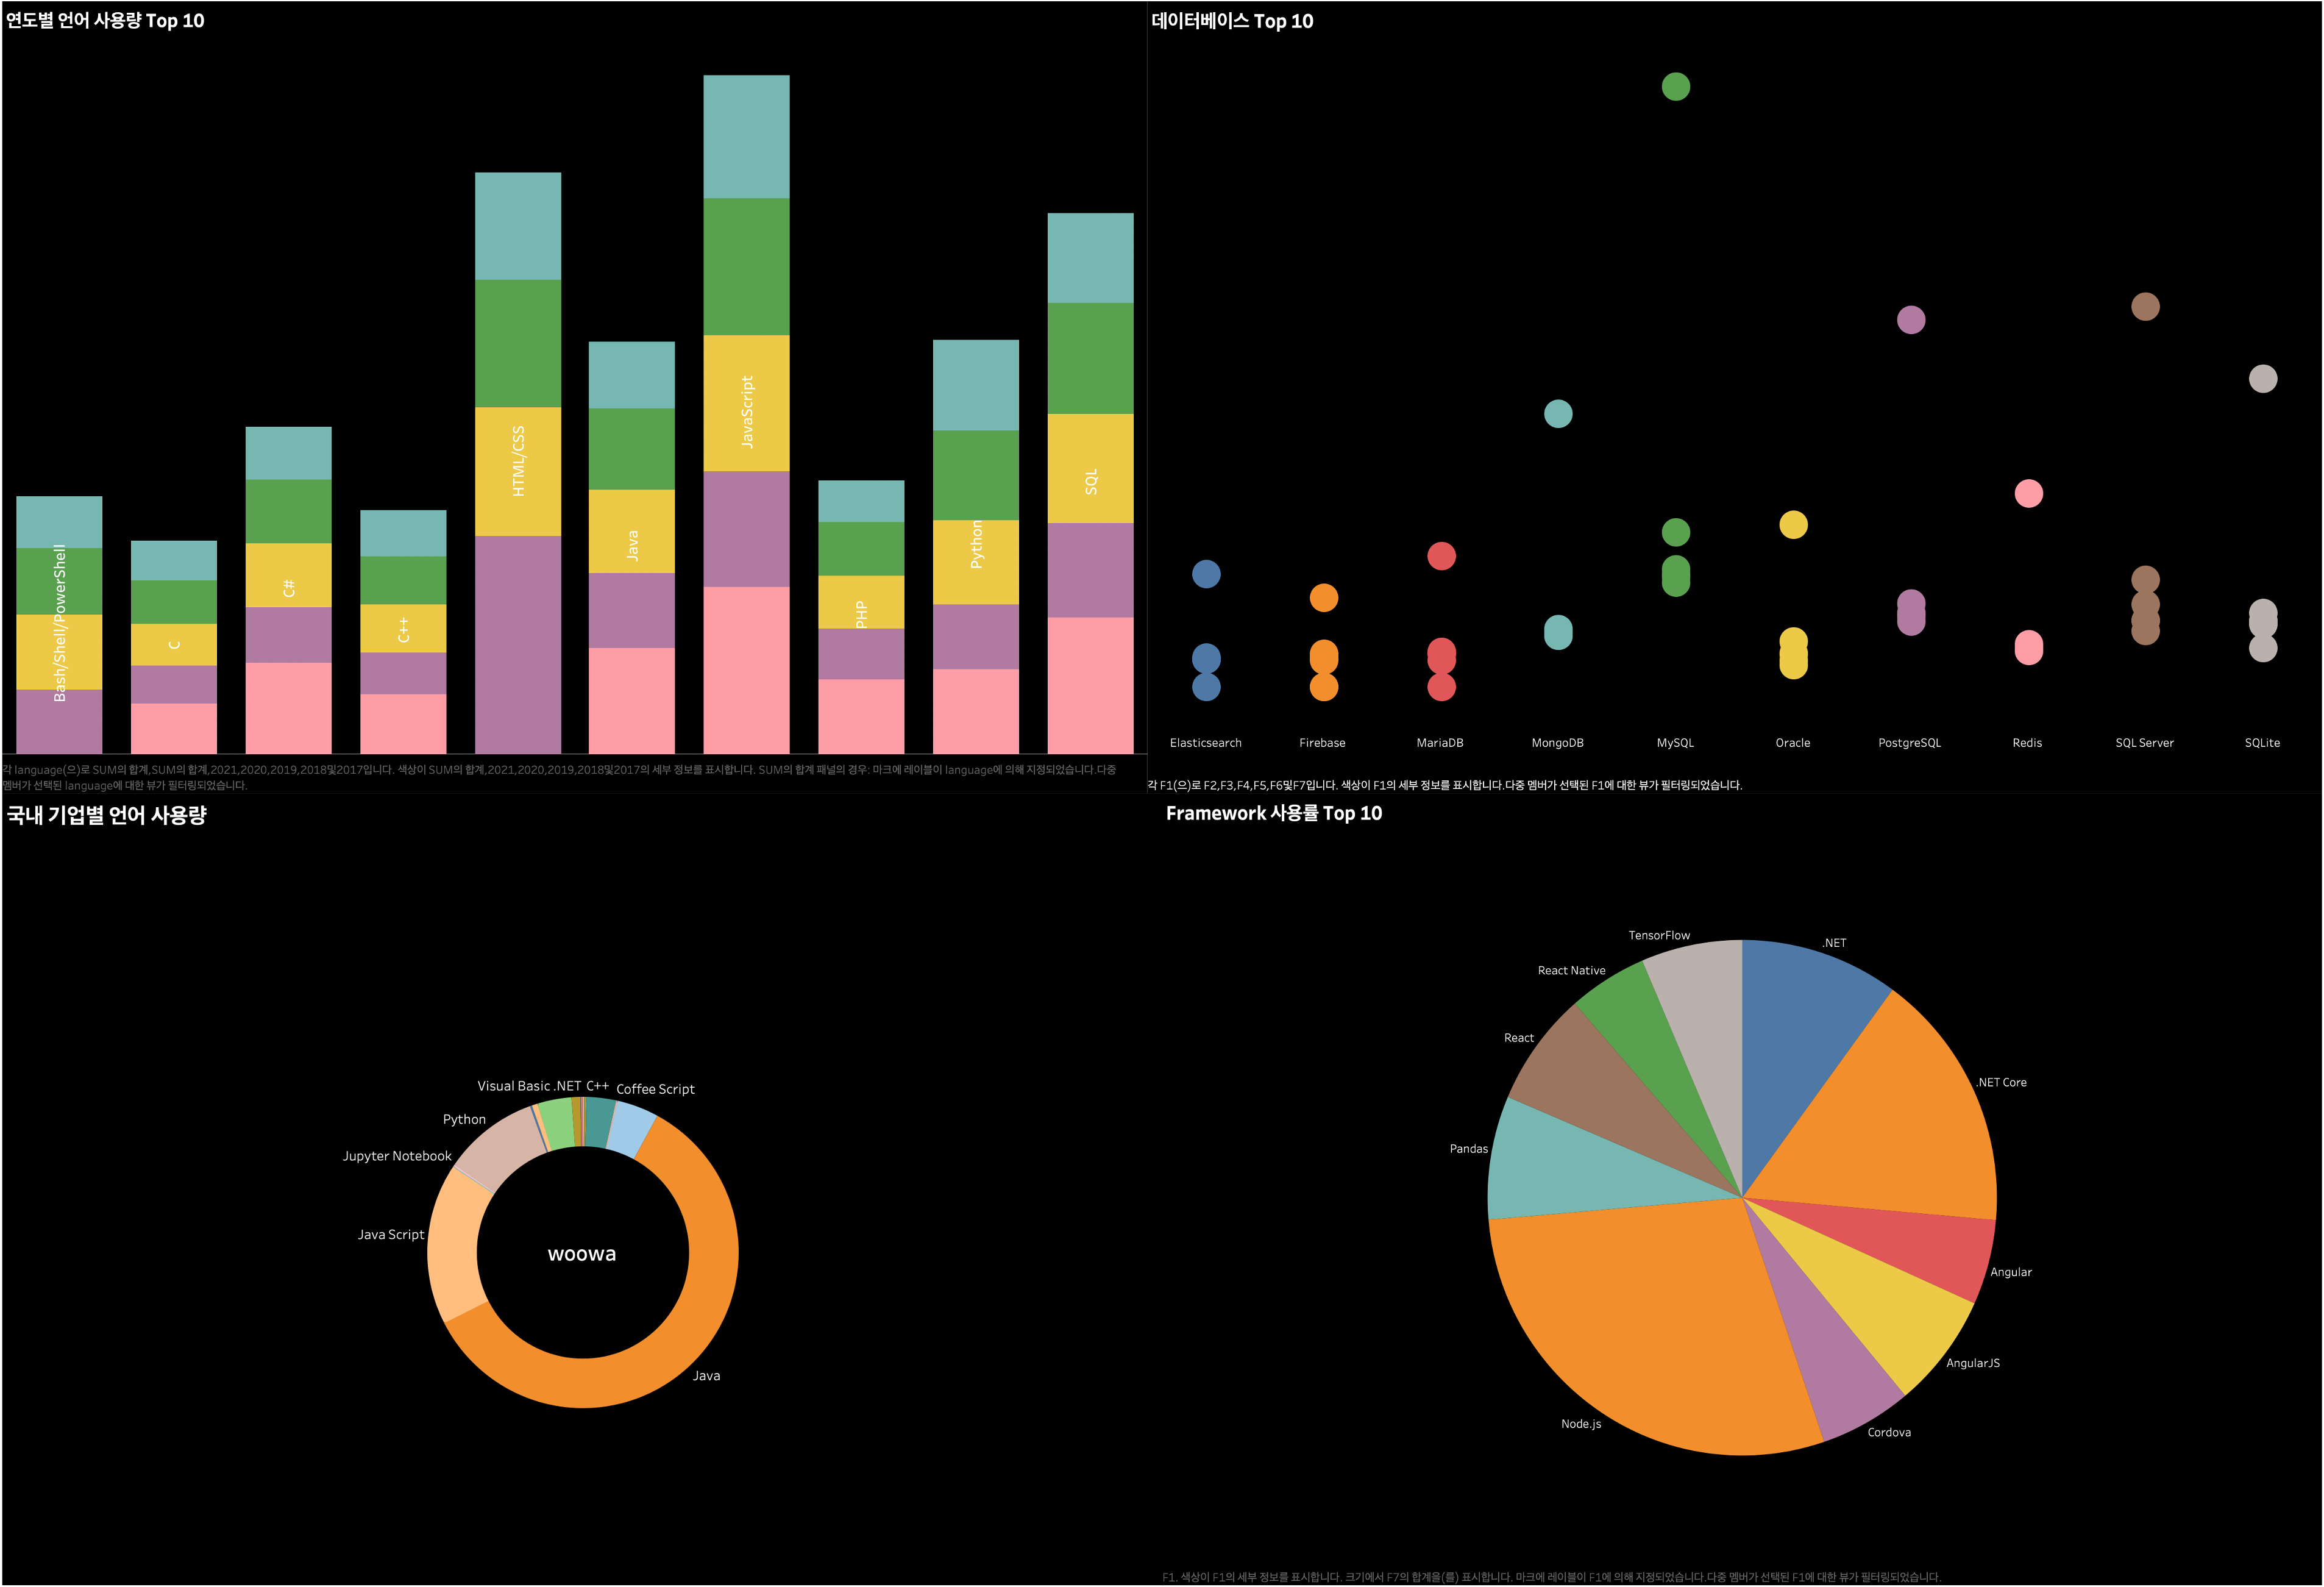 연도별 언어 사용량 Top 10
Bash/Shell/PowerShell
C
C#
C++
HTML/CSS
Java
JavaScript
PHP
Python
SQL
각 language(으)로 SUM의 합계,SUM의 합계,2021,2020,2019,2018및2017입니다. 색상이 SUM의 합계,2021,2020,2019,2018및2017의 세부 정보를 표시합니다. SUM의 합계 패널의 경우: 마크에 레이블이 language에 의해 지정되었습니다.다중
멤버가 선택된 language에 대한 뷰가 필터링되었습니다.
데이터베이스 Top 10
Elasticsearch
Firebase
MariaDB
MongoDB
MySQL
Oracle
PostgreSQL
Redis
SQL Server
SQLite
각 F1(으)로 F2,F3,F4,F5,F6및F7입니다. 색상이 F1의 세부 정보를 표시합니다.다중 멤버가 선택된 F1에 대한 뷰가 필터링되었습니다.
국내 기업별 언어 사용량
Visual Basic .NET
C++
Coffee Script
Python
Jupyter Notebook
Java Script
woowa
Java
Framework 사용률 Top 10
TensorFlow
.NET
React Native
React
.NET Core
Pandas
Angular
AngularJS
Node.js
Cordova
F1. 색상이 F1의 세부 정보를 표시합니다. 크기에서 F7의 합계을(를) 표시합니다. 마크에 레이블이 F1에 의해 지정되었습니다.다중 멤버가 선택된 F1에 대한 뷰가 필터링되었습니다.